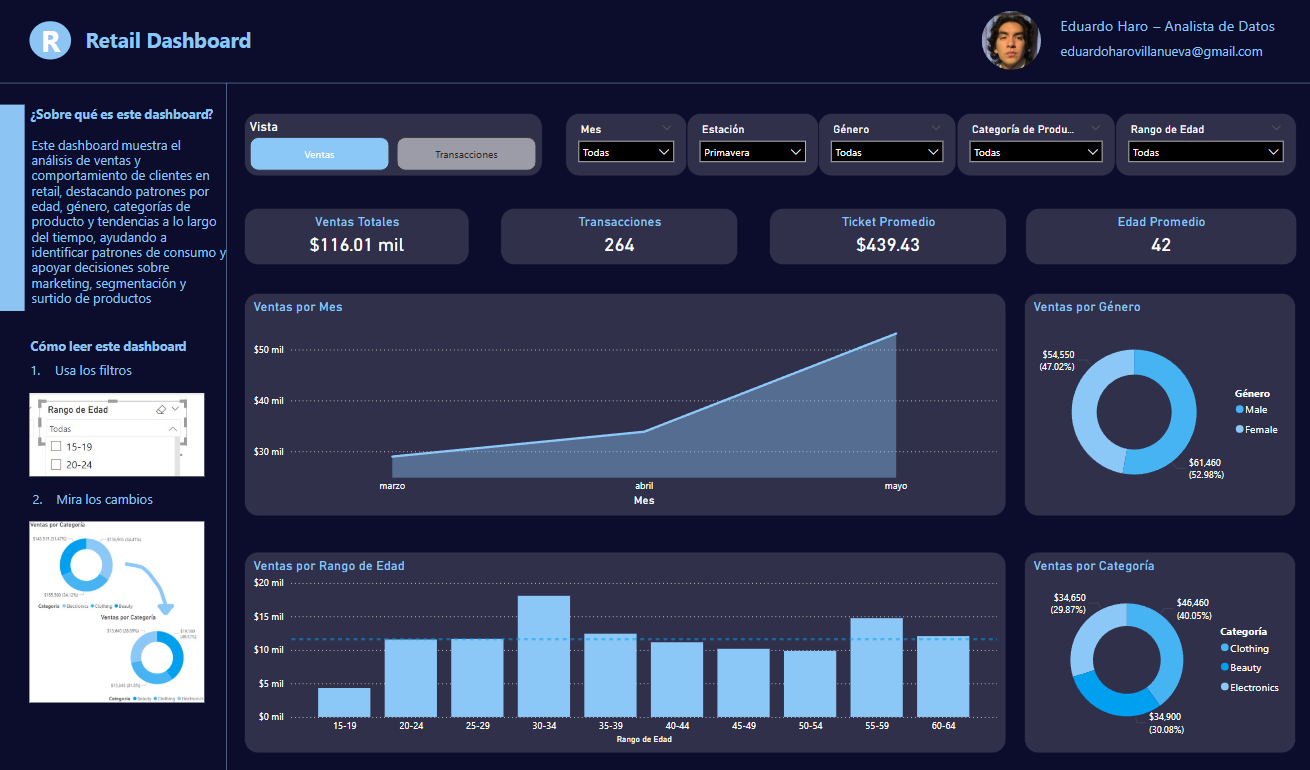 R
Retail Dashboard
Eduardo Haro – Analista de Datos
eduardoharovillanueva@gmail.com
¿Sobre qué es este dashboard?
Este dashboard muestra el
análisis de ventas y
comportamiento de clientes en
retail, destacando patrones por
edad, género, categorías de
producto y tendencias a lo largo
del tiempo, ayudando a
identificar patrones de consumo y
apoyar decisiones sobre
marketing, segmentación y
surtido de productos
Cómo leer este dashboard
1. Usa los filtros
Rango de Edad
Todas
15-19
20-24
2. Mira los cambios
Ventas por Categoría
Categoría Electronics Clothing Beauty
Ventas por Categoría
Categoría Beauty Clothing Electronics
Vista
Ventas
Transacciones
Mes
Todas
Estación
Primavera
Género
Todas
Categoría de Produ...
Todas
Rango de Edad
Todas
Ventas Totales
$116.01 mil
Transacciones
264
Ticket Promedio
$439.43
Edad Promedio
42
Ventas por Mes
$50 mil
$40 mil
$30 mil
marzo
abril
mayo
Mes
Ventas por Género
$54,550
(47.02%)
$61,460
(52.98%)
Género
Male
Female
Ventas por Rango de Edad
$20 mil
$15 mil
$10 mil
$5 mil
$0 mil
15-19
20-24
25-29
30-34
35-39
40-44
45-49
50-54
55-59
60-64
Rango de Edad
Ventas por Categoría
$34,650
(29.87%)
$46,460
(40.05%)
$34,900
(30.08%)
Categoría
Clothing
Beauty
Electronics